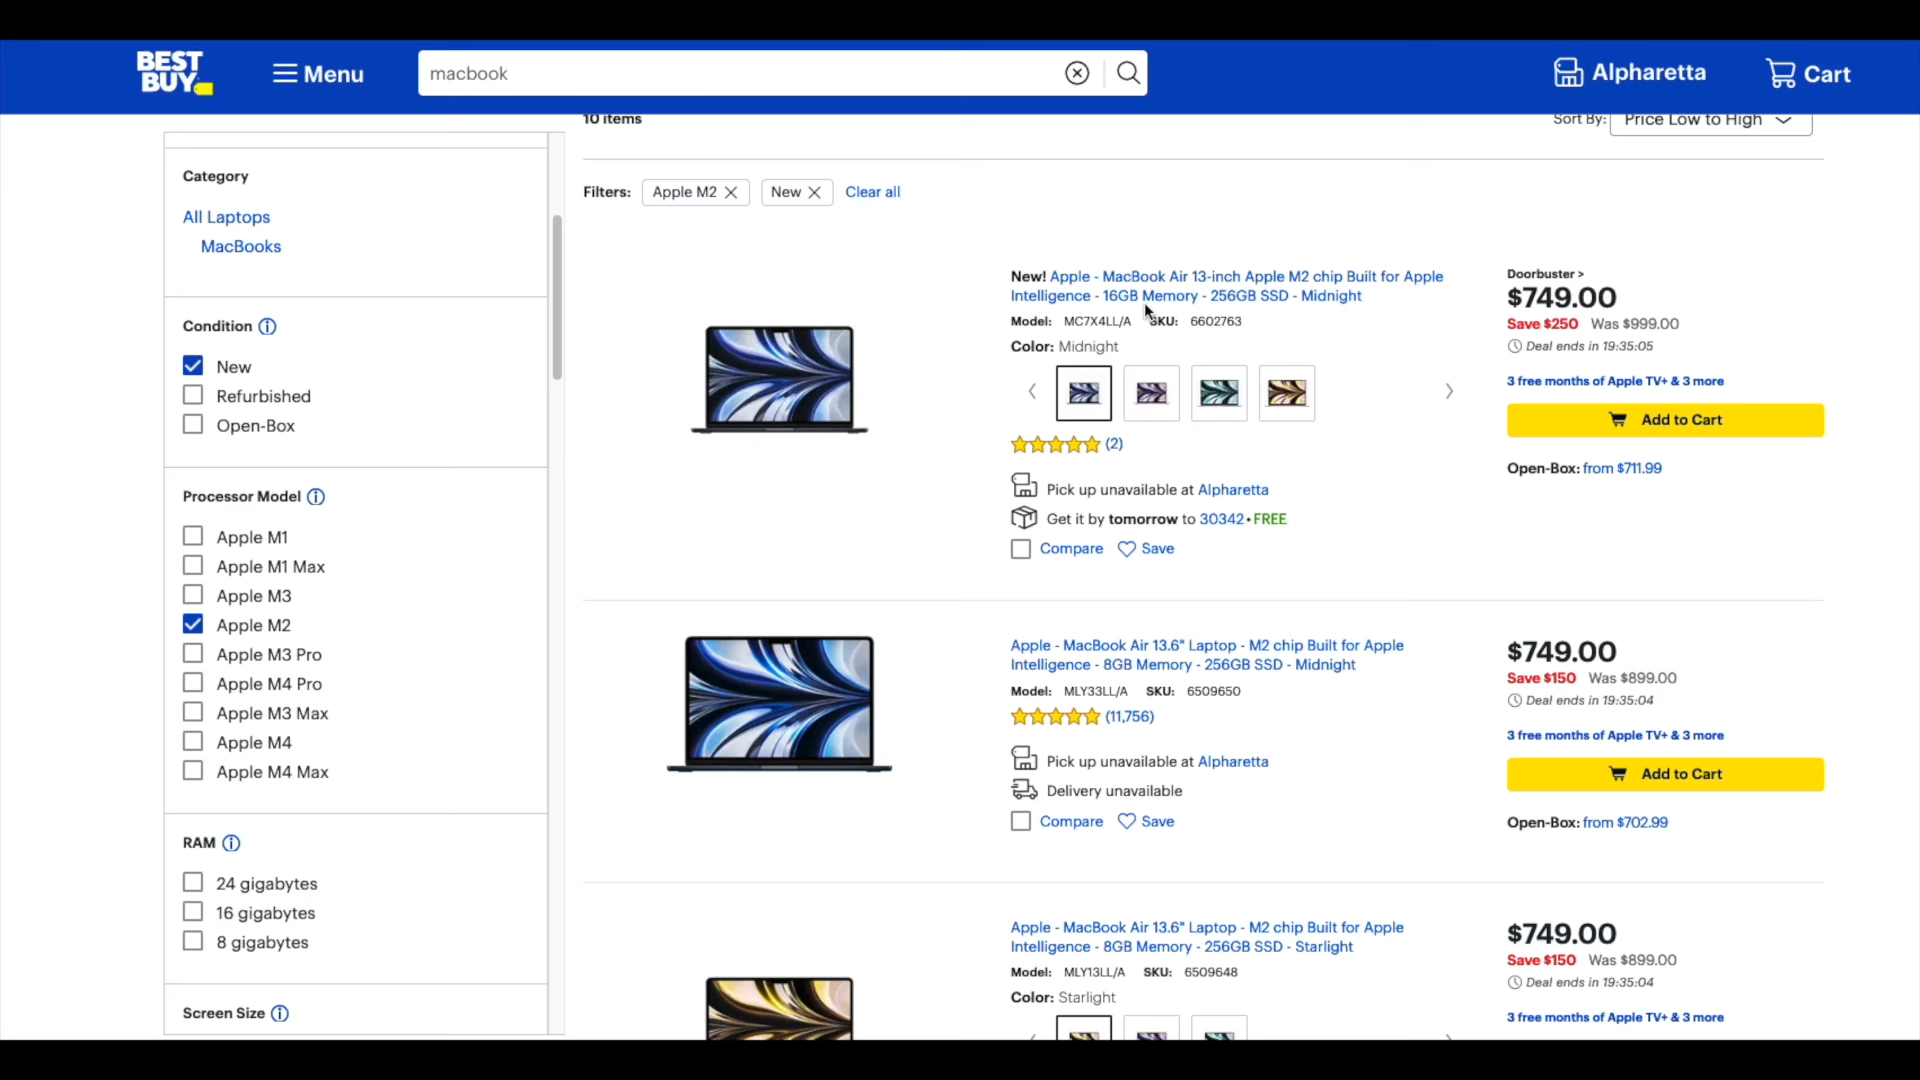 BEST
BUY
Menu
macbook
Alpharetta
Cart
10 items
Sort By:
Price Low to High
Category
All Laptops
MacBooks
Condition
New
Refurbished
Open-Box
Processor Model
Apple M1
Apple M1 Max
Apple M3
Apple M2
Apple M3 Pro
Apple M4 Pro
Apple M3 Max
Apple M4
Apple M4 Max
RAM
24 gigabytes
16 gigabytes
8 gigabytes
Screen Size
Filters:
Apple M2
New
Clear all
New! Apple - MacBook Air 13-inch Apple M2 chip Built for Apple
Intelligence - 16GB Memory - 256GB SSD - Midnight
Model: MC7X4LL/A SKU: 6602763
Color: Midnight
(2)
Pick up unavailable at Alpharetta
Get it by tomorrow to 30342 • FREE
Compare
Save
Doorbuster >
$749.00
Save $250 Was $999.00
Deal ends in 19:35:05
3 free months of Apple TV+ & 3 more
Add to Cart
Open-Box: from $711.99
Apple - MacBook Air 13.6" Laptop - M2 chip Built for Apple
Intelligence - 8GB Memory - 256GB SSD - Midnight
Model: MLY33LL/A SKU: 6509650
(11,756)
Pick up unavailable at Alpharetta
Delivery unavailable
Compare
Save
$749.00
Save $150 Was $899.00
Deal ends in 19:35:04
3 free months of Apple TV+ & 3 more
Add to Cart
Open-Box: from $702.99
Apple - MacBook Air 13.6" Laptop - M2 chip Built for Apple
Intelligence - 8GB Memory - 256GB SSD - Starlight
Model: MLY13LL/A SKU: 6509648
Color: Starlight
$749.00
Save $150 Was $899.00
Deal ends in 19:35:04
3 free months of Apple TV+ & 3 more